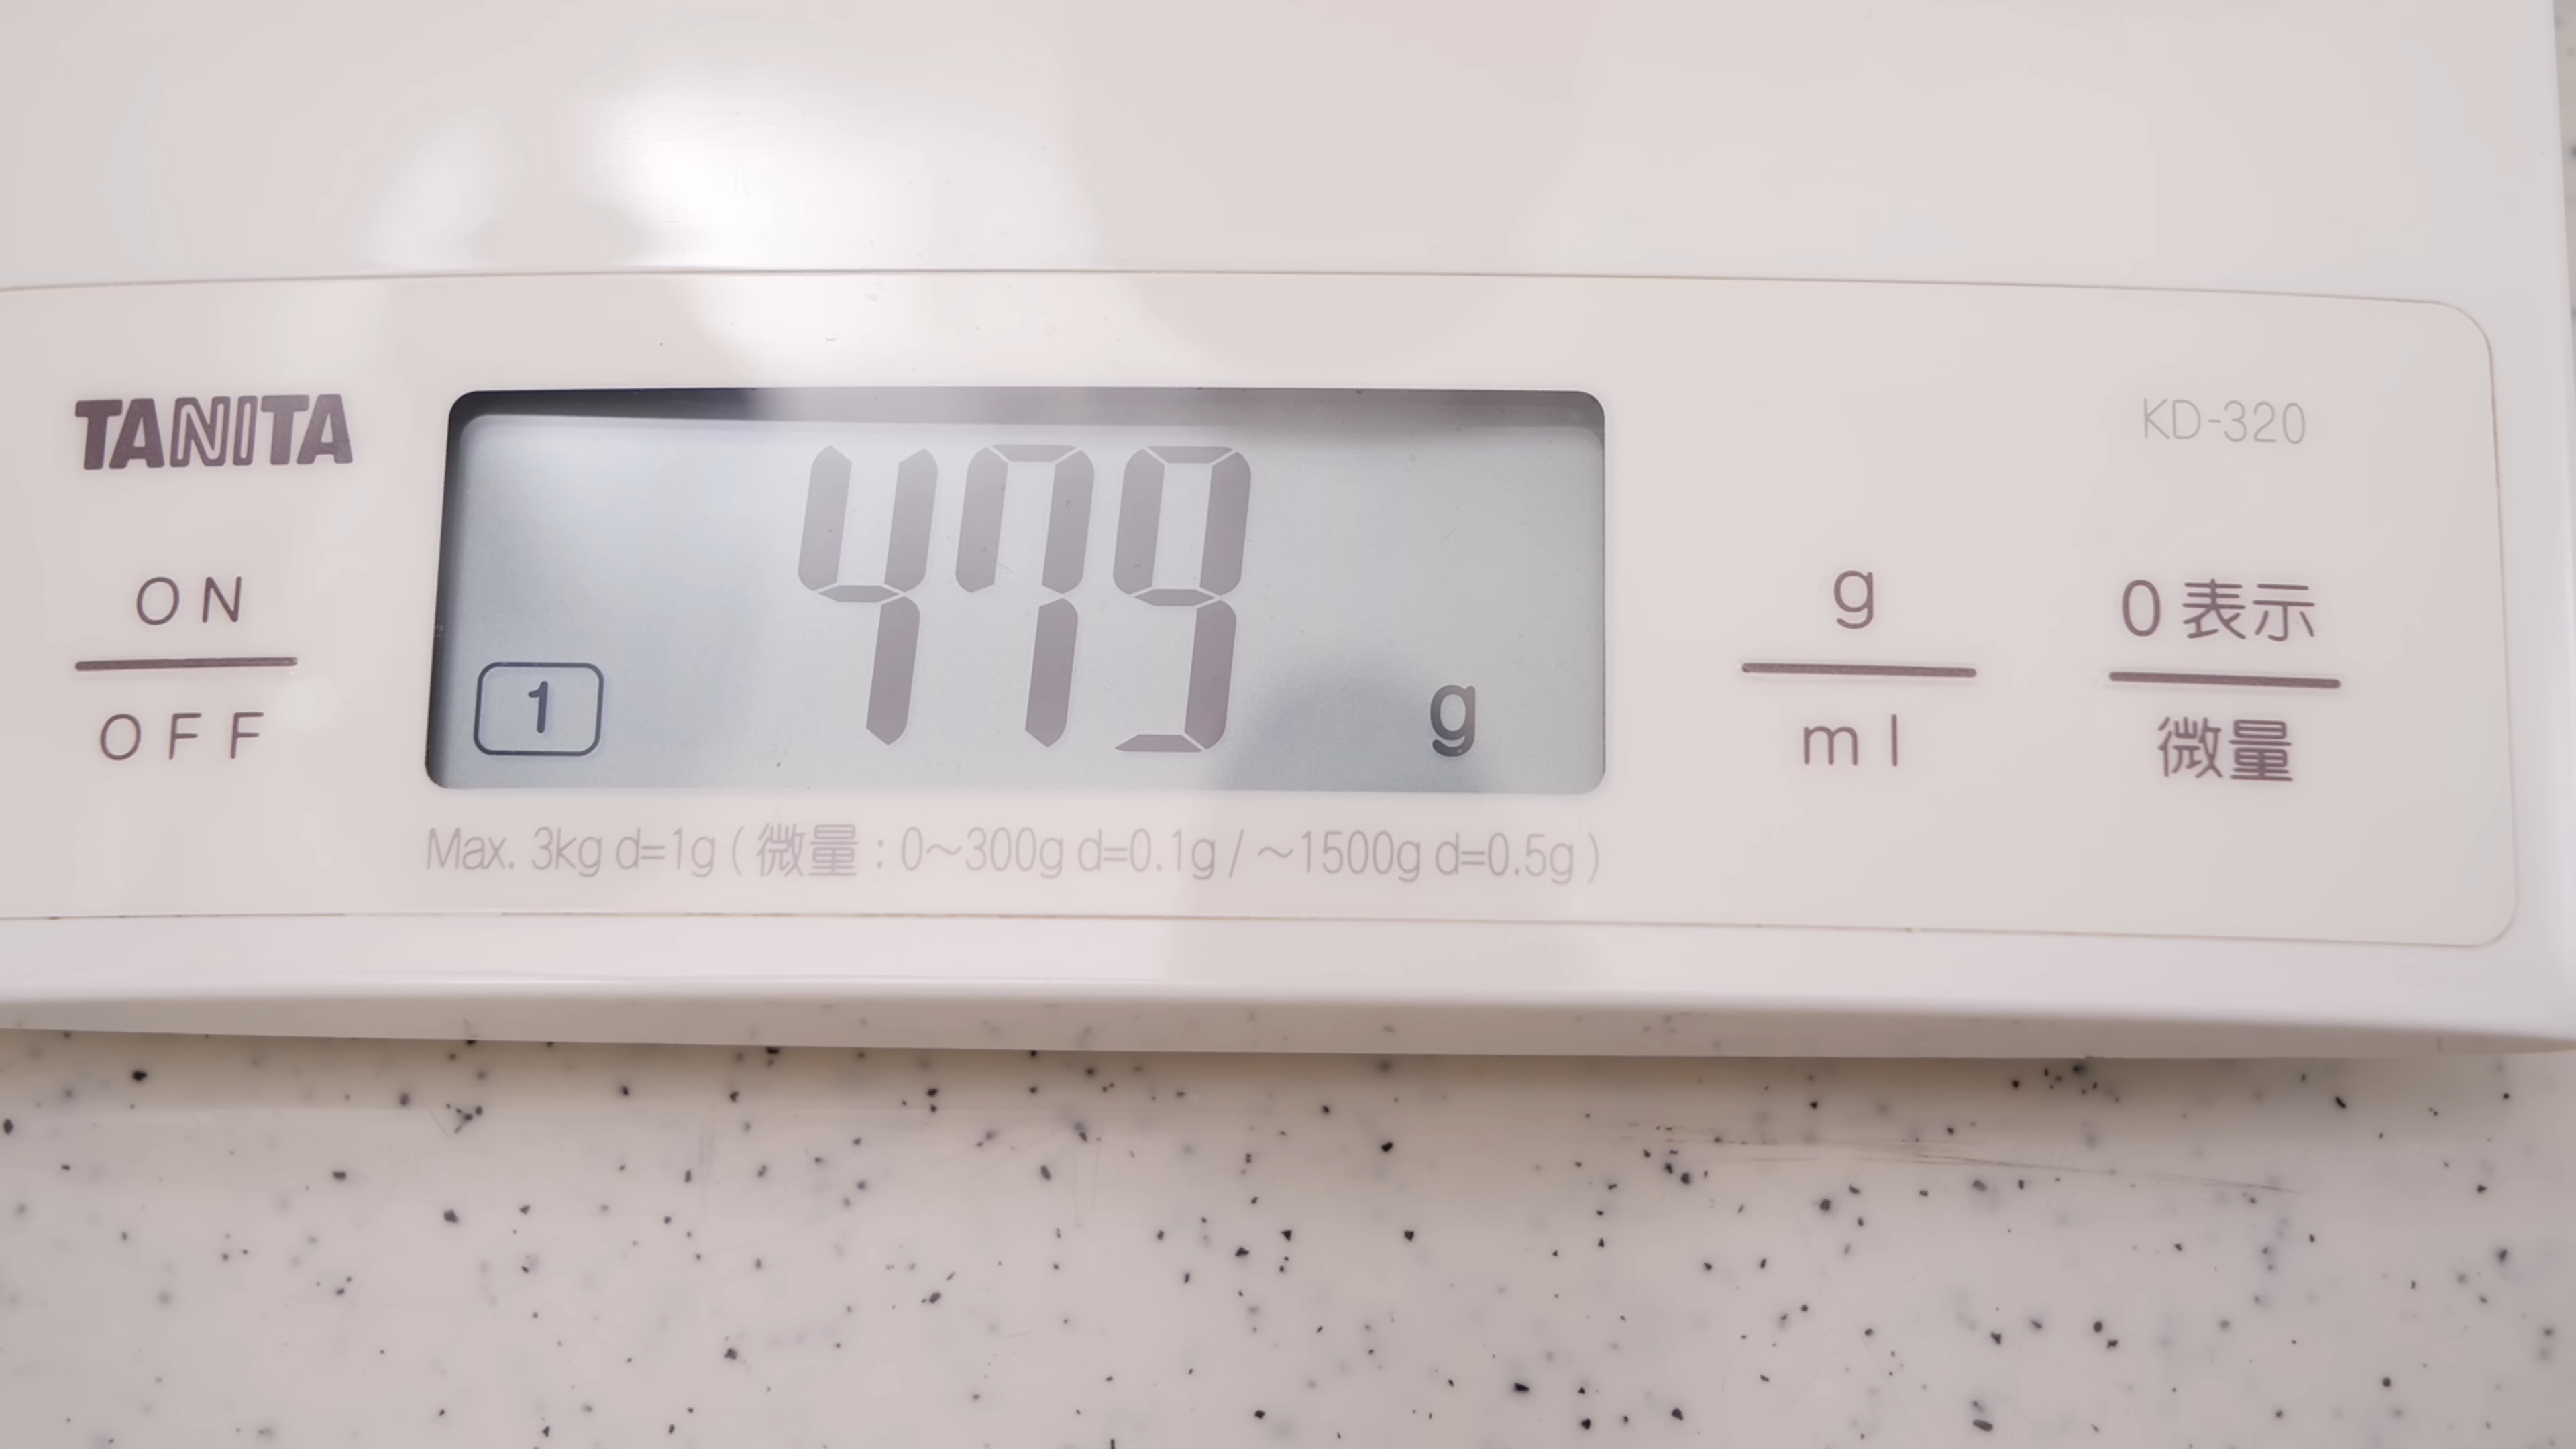 TANITA
KD-320
ON
OFF
479 g
1
g
ml
0表示
微量
Max. 3kg d=1g ( 微量 : 0~300g d=0.1g / ~1500g d=0.5g )